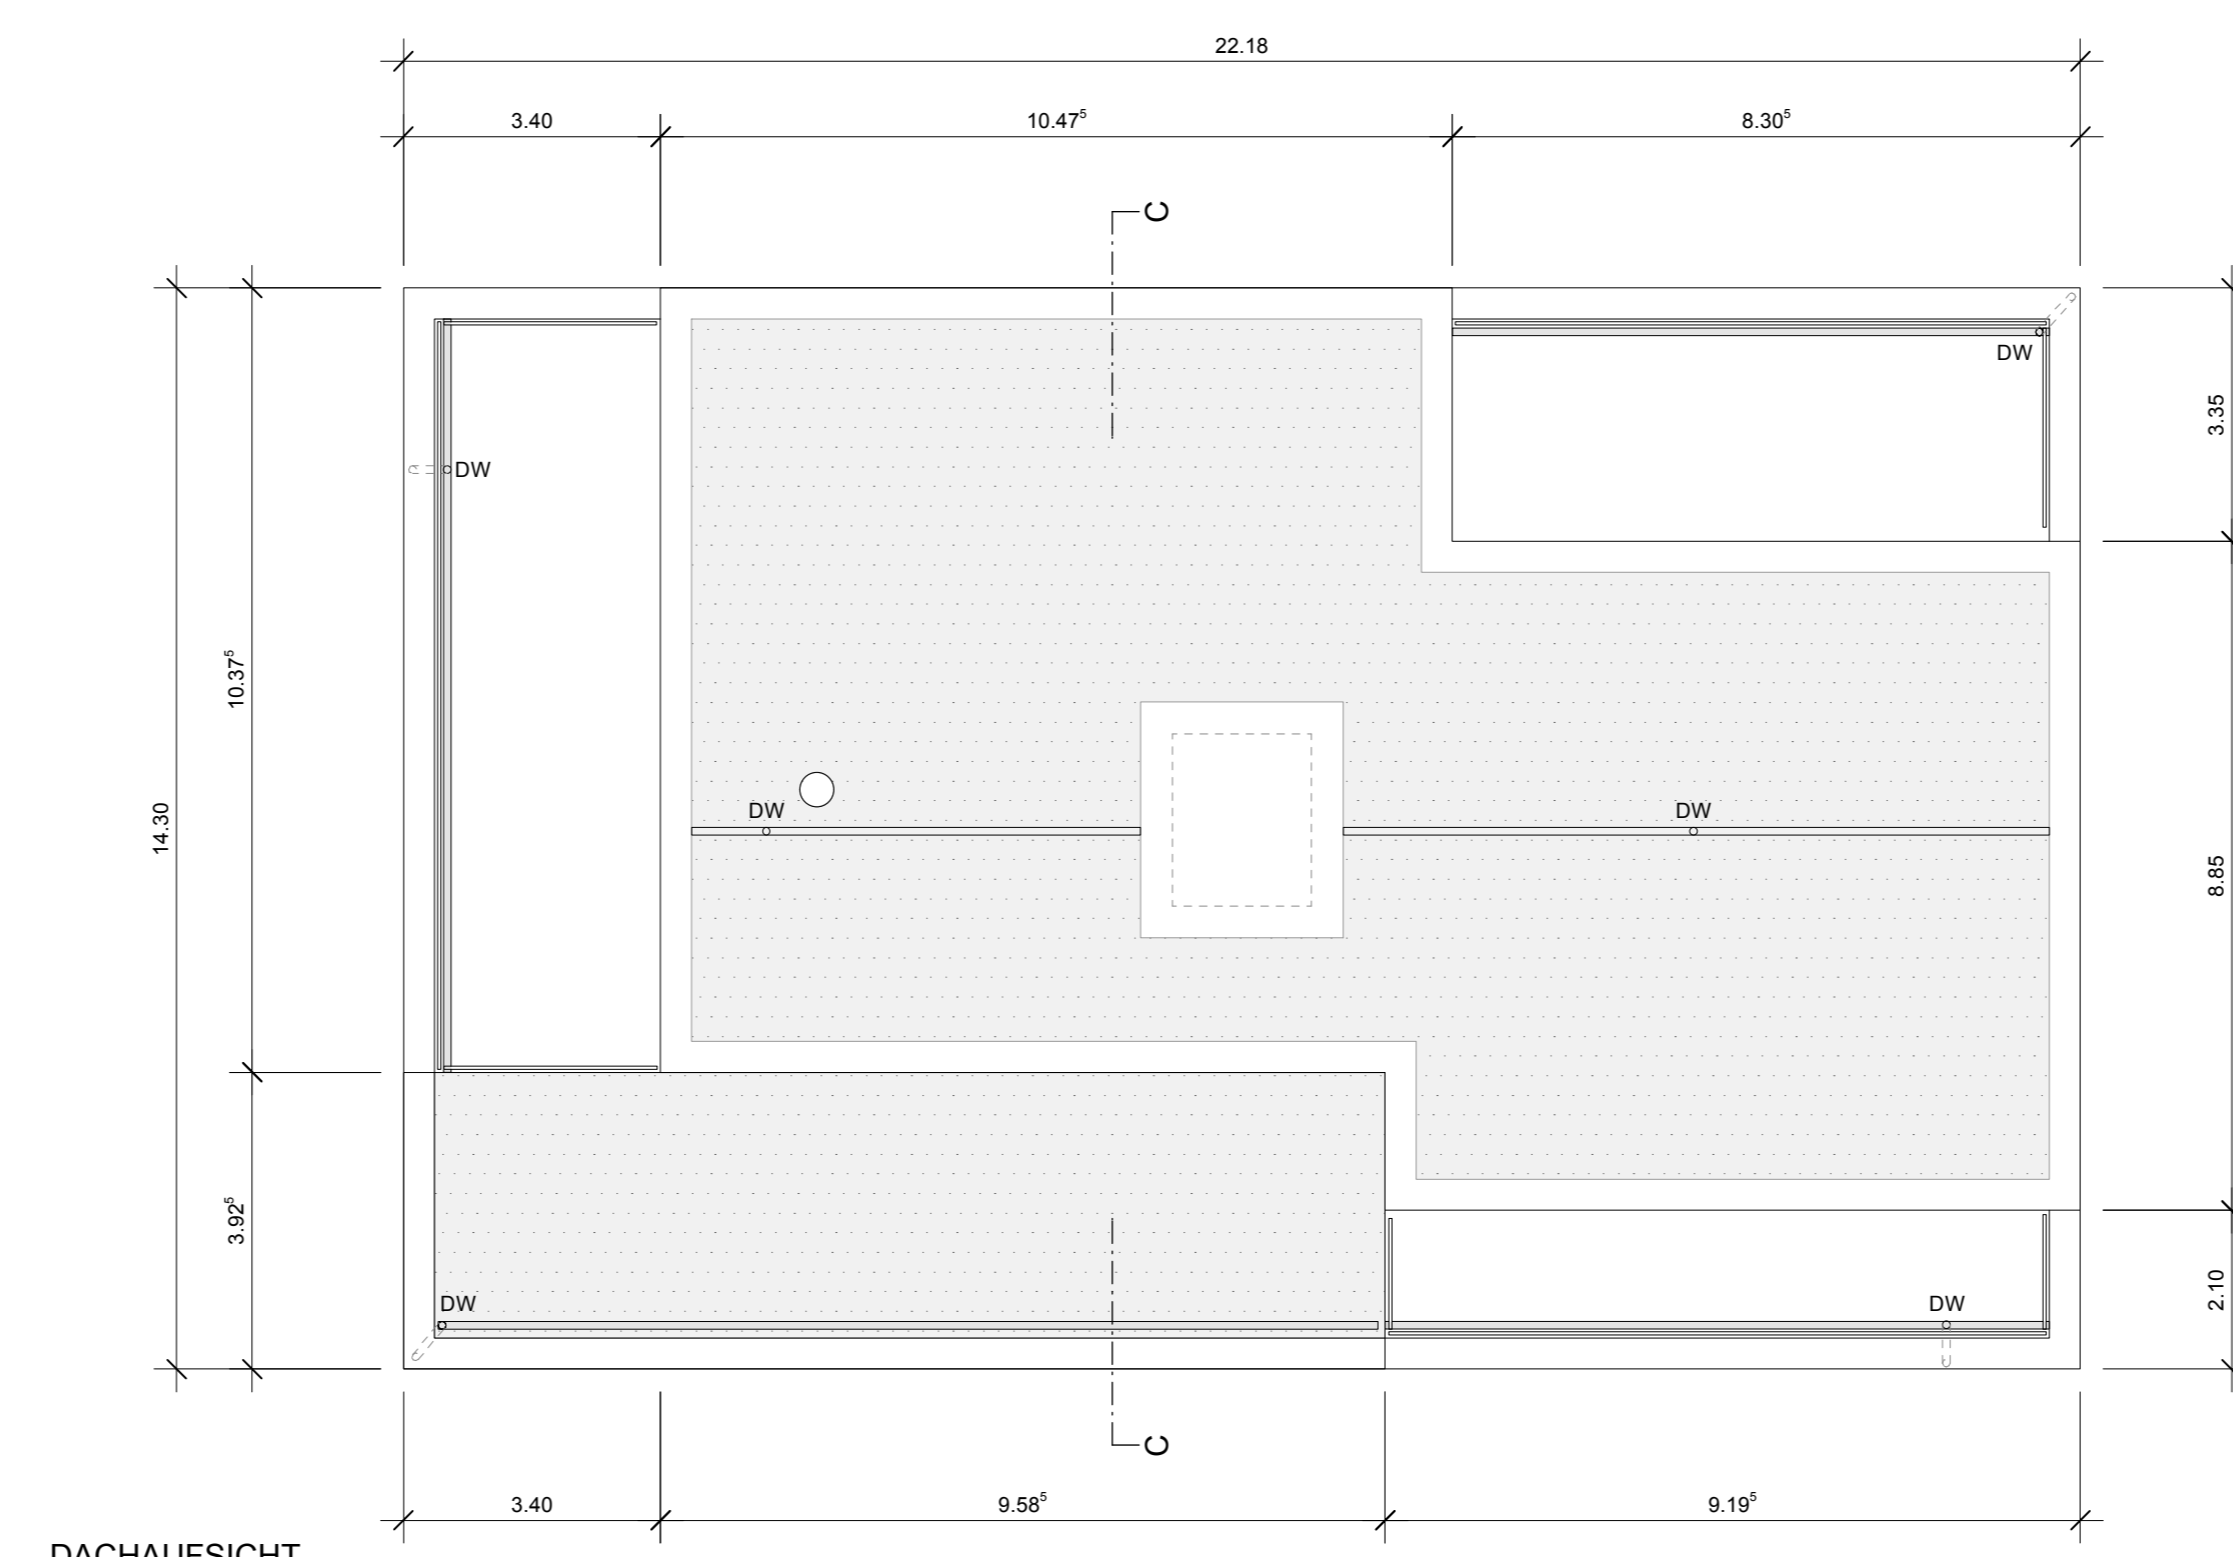 22.18
3.40
10.47⁵
8.30⁵
C
DW
3.35
DW
10.37⁵
14.30
DW
DW
8.85
3.92⁵
DW
DW
2.10
C
3.40
9.58⁵
9.19⁵
DACHAUFSICHT